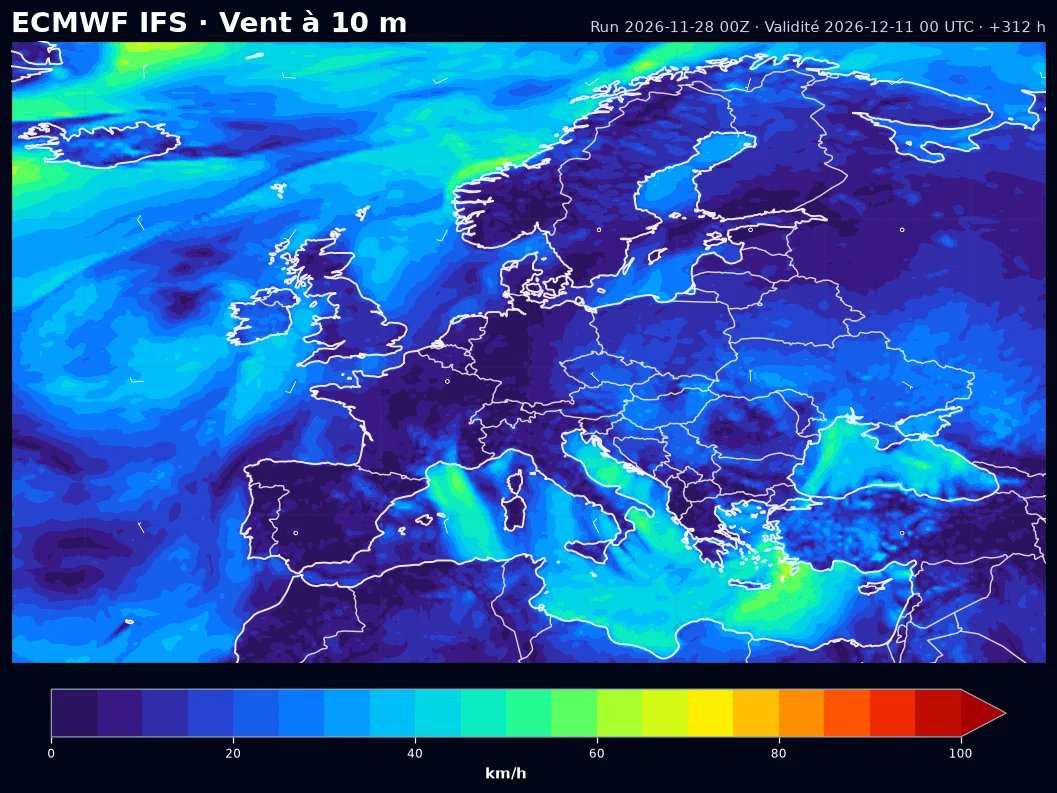 ECMWF IFS · Vent à 10 m
Run 2026-11-28 00Z · Validité 2026-12-11 00 UTC · +312 h
0 20 40 60 80 100
km/h